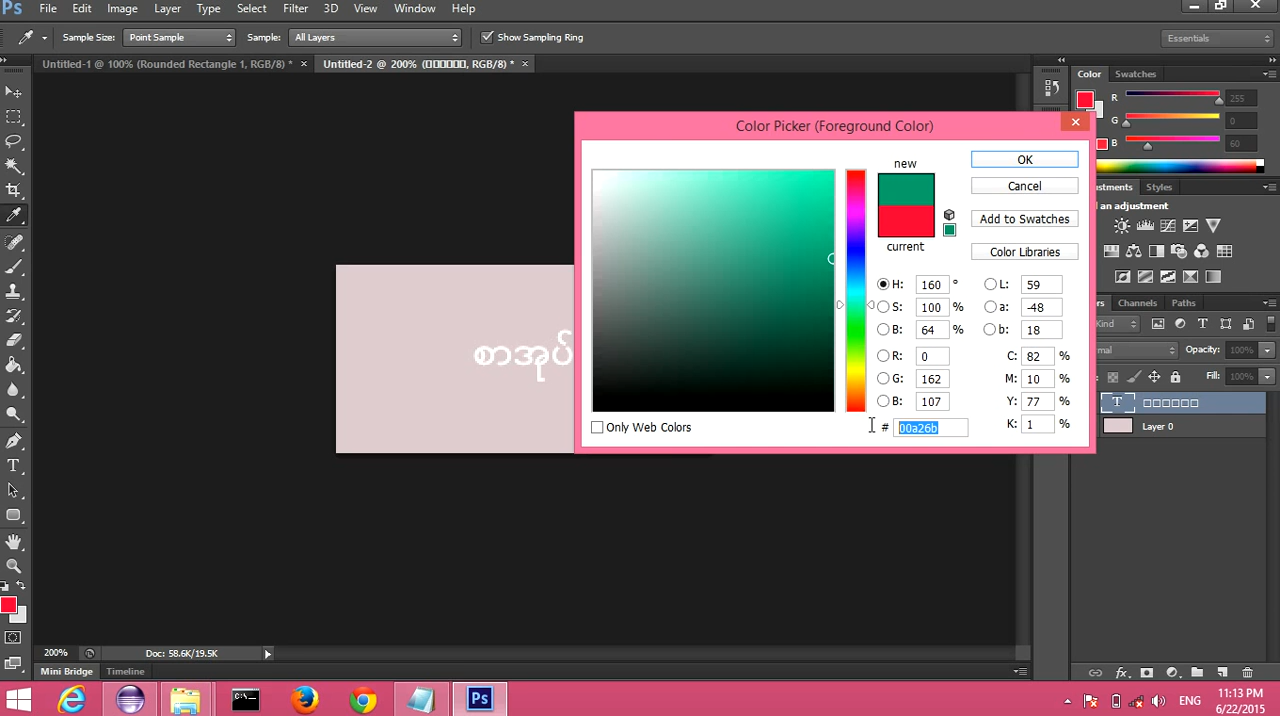 Ps File Edit Image Layer Type Select Filter 3D View Window Help
Sample Size: Point Sample Sample: All Layers Show Sampling Ring Essentials
Untitled-1 @ 100% (Rounded Rectangle 1, RGB/8) * × Untitled-2 @ 200% (□□□□□□, RGB/8) * ×
Color Swatches
R 255
G 0
B 60
Color Picker (Foreground Color)
new
OK
Cancel
Add to Swatches
current
Color Libraries
H: 160 ° L: 59
S: 100 % a: -48
B: 64 % b: 18
R: 0 C: 82 %
G: 162 M: 10 %
B: 107 Y: 77 %
Only Web Colors # 00a26b K: 1 %
Styles
an adjustment
Channels Paths
Kind
Opacity: 100%
Fill: 100%
T □□□□□□
Layer 0
စာအုပ်
200% Doc: 58.6K/19.5K
Mini Bridge Timeline
ENG 11:13 PM
6/22/2015